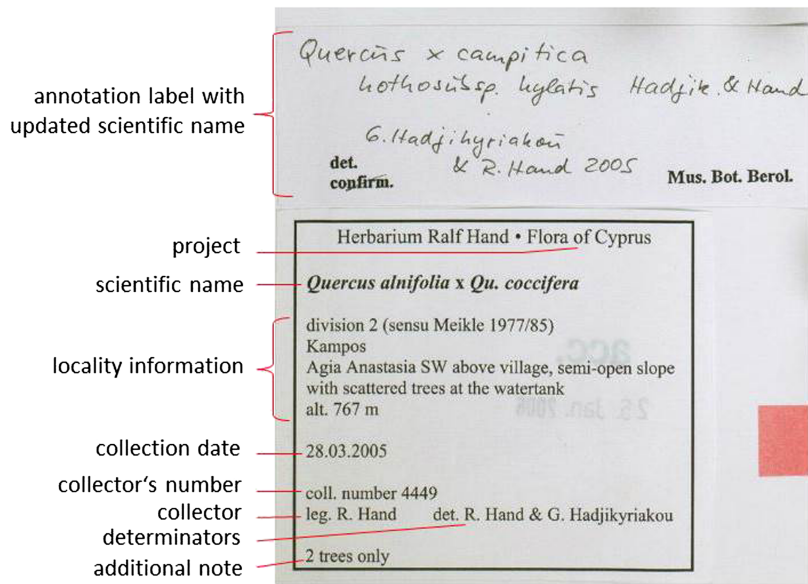 Quercus x campitica
nothosubsp. hylatis Hadjik. & Hand
G. Hadjikyriakou
& R. Hand 2005
det.
confirm.
Mus. Bot. Berol.
annotation label with
updated scientific name
Herbarium Ralf Hand • Flora of Cyprus
project
Quercus alnifolia x Qu. coccifera
scientific name
division 2 (sensu Meikle 1977/85)
Kampos
Agia Anastasia SW above village, semi-open slope
with scattered trees at the watertank
alt. 767 m
locality information
acc.
Jan. 2006
28.03.2005
collection date
coll. number 4449
collector's number
leg. R. Hand det. R. Hand & G. Hadjikyriakou
collector
determinators
2 trees only
additional note